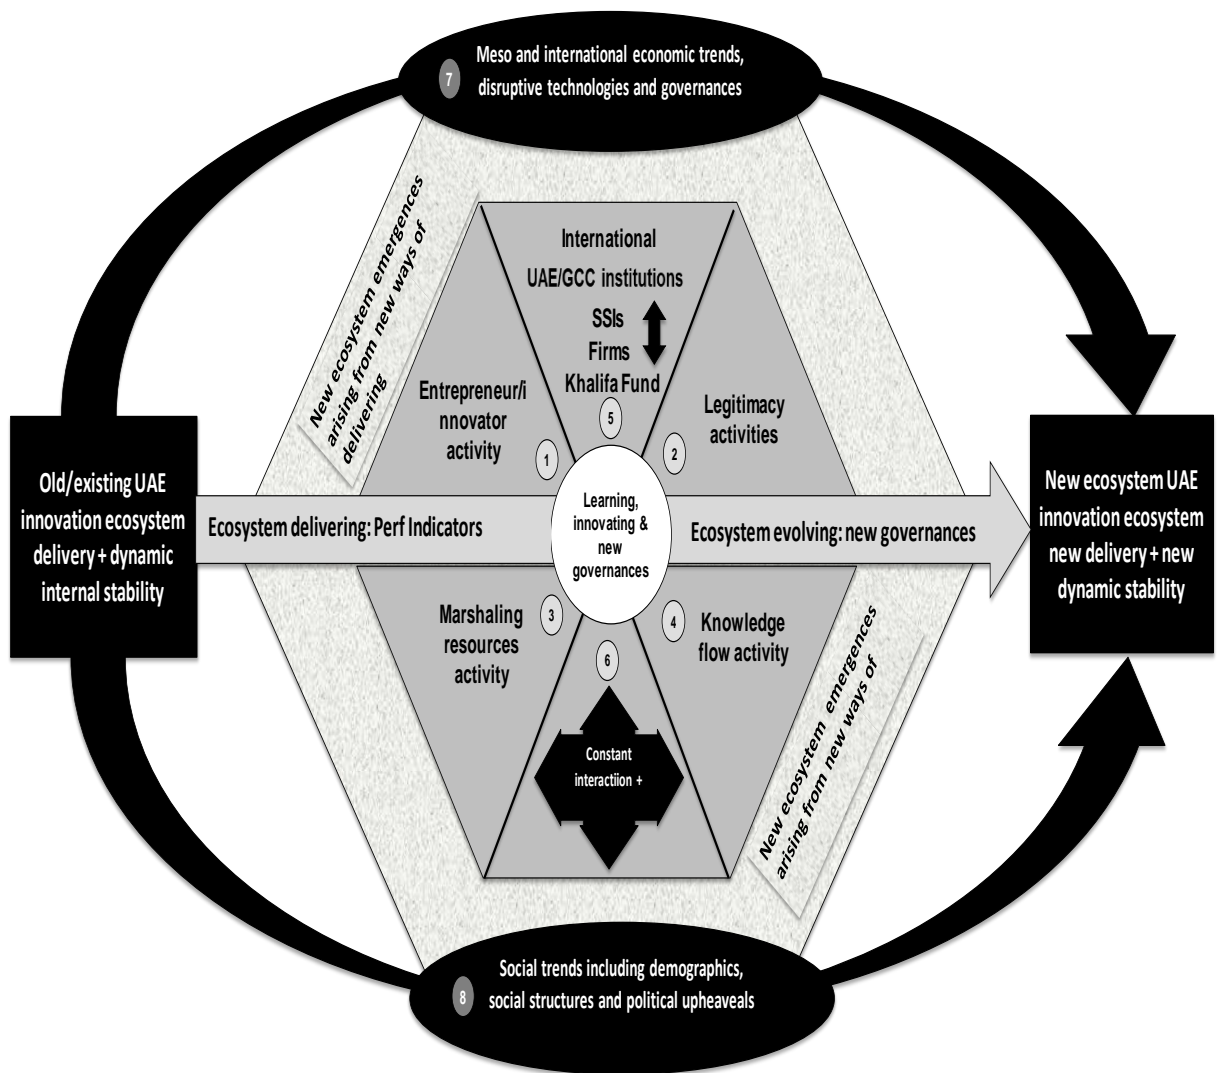 7
Meso and international economic trends,
disruptive technologies and governances
New ecosystem emergences
arising from new ways of
delivering
International
UAE/GCC institutions
SSIs
Firms
Khalifa Fund
5
Entrepreneur/i
nnovator
activity
1
Legitimacy
activities
2
Old/existing UAE
innovation ecosystem
delivery + dynamic
internal stability
Ecosystem delivering: Perf Indicators
Learning,
innovating &
new
governances
Ecosystem evolving: new governances
New ecosystem UAE
innovation ecosystem
new delivery + new
dynamic stability
Marshaling
resources
activity
3
4
Knowledge
flow activity
6
Constant
interactiion +
New ecosystem emergences
arising from new ways of
8
Social trends including demographics,
social structures and political upheaveals